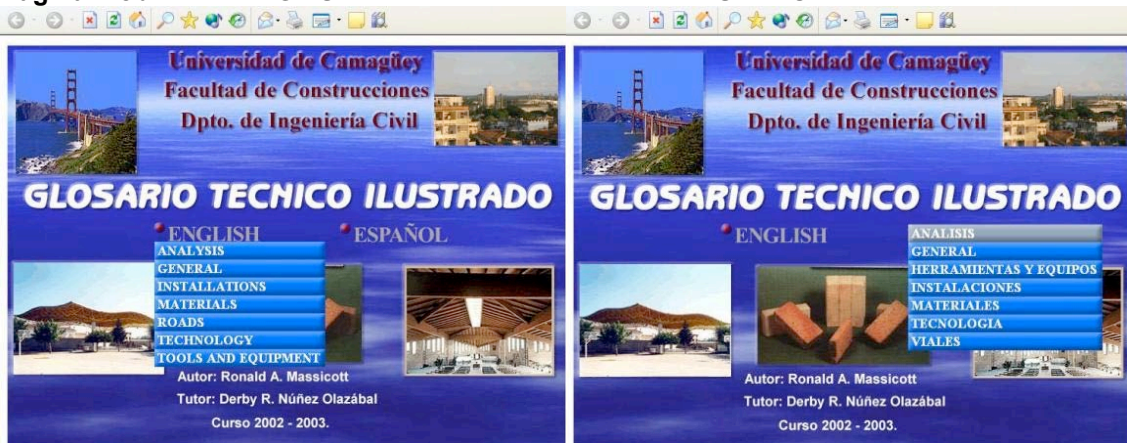 Universidad de Camagüey
Facultad de Construcciones
Dpto. de Ingeniería Civil
GLOSARIO TECNICO ILUSTRADO
ENGLISH
ESPAÑOL
ANALYSIS
GENERAL
INSTALLATIONS
MATERIALS
ROADS
TECHNOLOGY
TOOLS AND EQUIPMENT
Autor: Ronald A. Massicott
Tutor: Derby R. Núñez Olazábal
Curso 2002 - 2003.
Universidad de Camagüey
Facultad de Construcciones
Dpto. de Ingeniería Civil
GLOSARIO TECNICO ILUSTRADO
ENGLISH
ANALISIS
GENERAL
HERRAMIENTAS Y EQUIPOS
INSTALACIONES
MATERIALES
TECNOLOGIA
VIALES
Autor: Ronald A. Massicott
Tutor: Derby R. Núñez Olazábal
Curso 2002 - 2003.